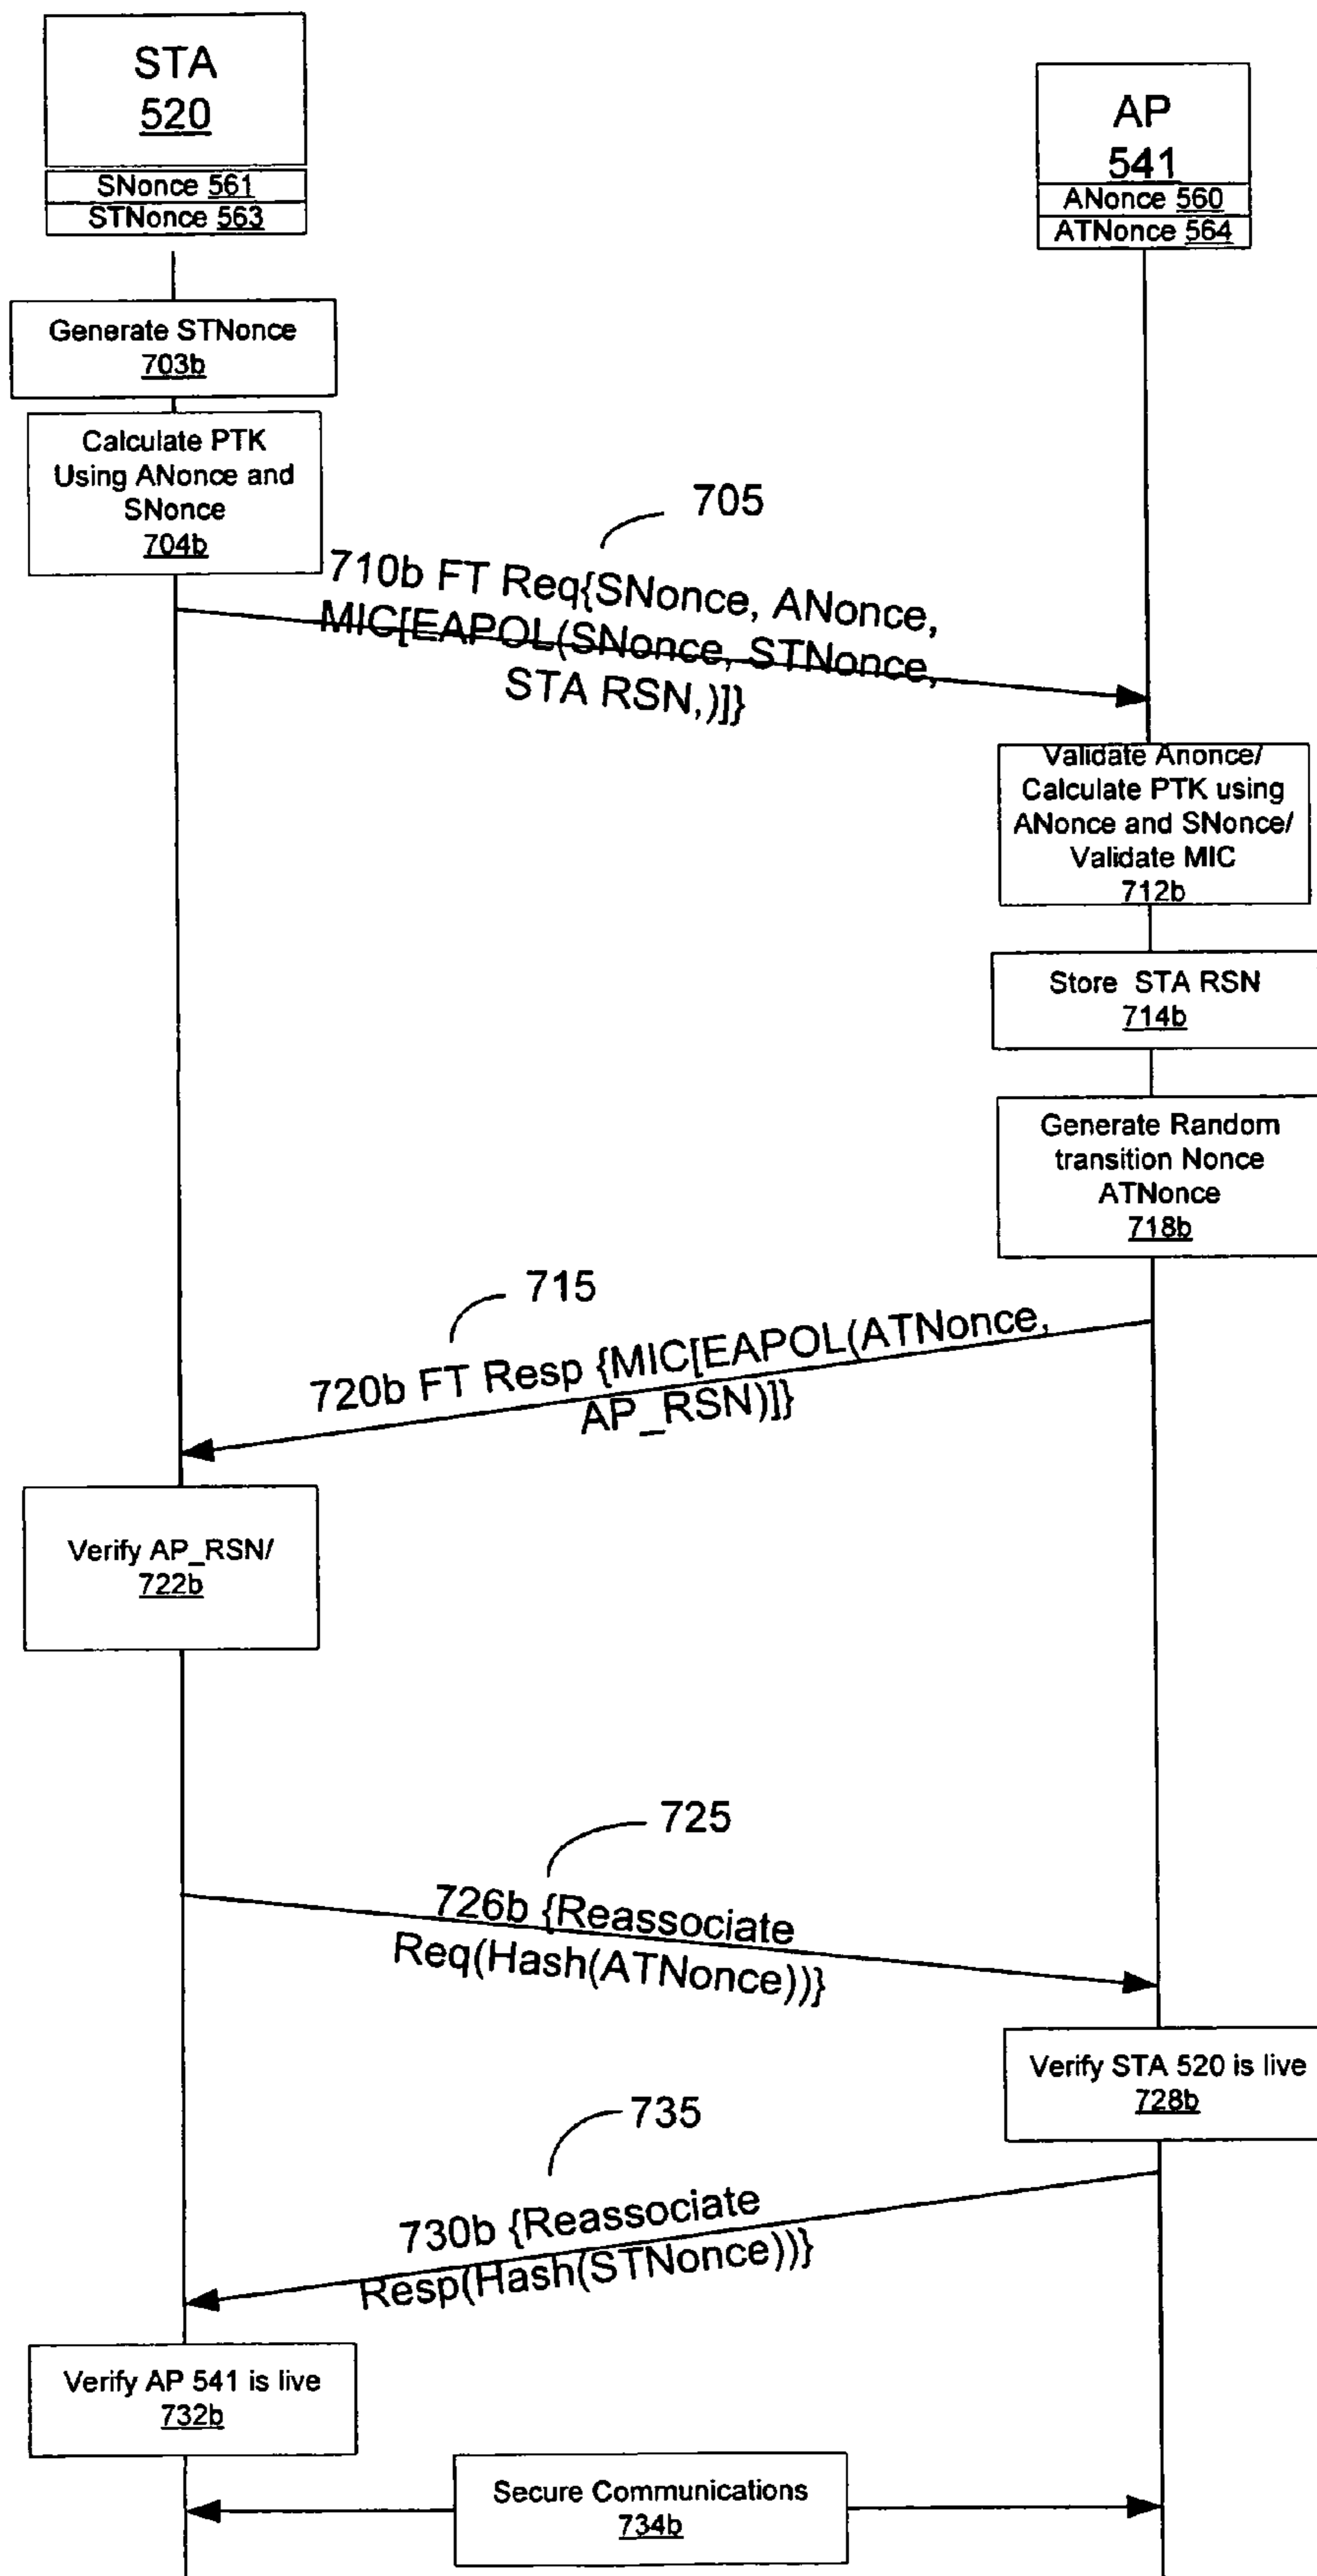 STA
520
SNonce 561
STNonce 563
AP
541
ANonce 560
ATNonce 564
Generate STNonce
703b
Calculate PTK
Using ANonce and
SNonce
704b
705
710b FT Req{SNonce, ANonce,
MIC[EAPOL(SNonce, STNonce,
STA RSN,)]}
Validate Anonce/
Calculate PTK using
ANonce and SNonce/
Validate MIC
712b
Store STA RSN
714b
Generate Random
transition Nonce
ATNonce
718b
715
720b FT Resp {MIC[EAPOL(ATNonce,
AP_RSN)]}
Verify AP_RSN/
722b
725
726b {Reassociate
Req(Hash(ATNonce))}
Verify STA 520 is live
728b
735
730b {Reassociate
Resp(Hash(STNonce))}
Verify AP 541 is live
732b
Secure Communications
734b